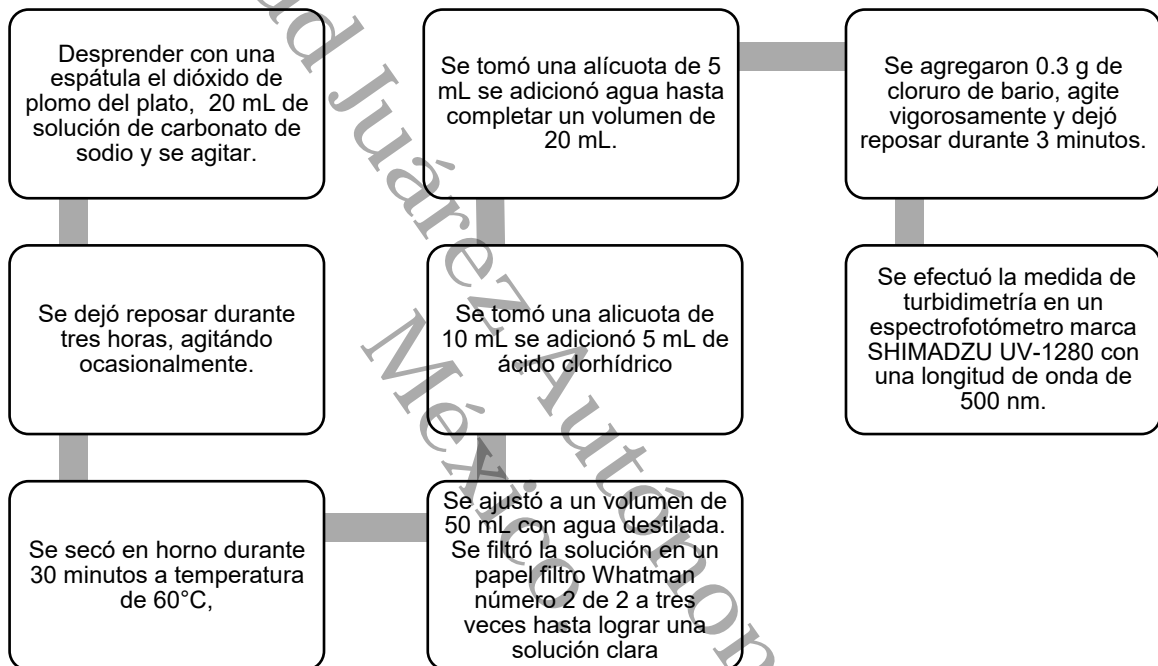 Desprender con una
espátula el dióxido de
plomo del plato, 20 mL de
solución de carbonato de
sodio y se agitar.
Se dejó reposar durante
tres horas, agitándo
ocasionalmente.
Se secó en horno durante
30 minutos a temperatura
de 60°C,
Se ajustó a un volumen de
50 mL con agua destilada.
Se filtró la solución en un
papel filtro Whatman
número 2 de 2 a tres
veces hasta lograr una
solución clara
Se tomó una alicuota de
10 mL se adicionó 5 mL de
ácido clorhídrico
Se tomó una alícuota de 5
mL se adicionó agua hasta
completar un volumen de
20 mL.
Se agregaron 0.3 g de
cloruro de bario, agite
vigorosamente y dejó
reposar durante 3 minutos.
Se efectuó la medida de
turbidimetría en un
espectrofotómetro marca
SHIMADZU UV-1280 con
una longitud de onda de
500 nm.
Juárez
México.